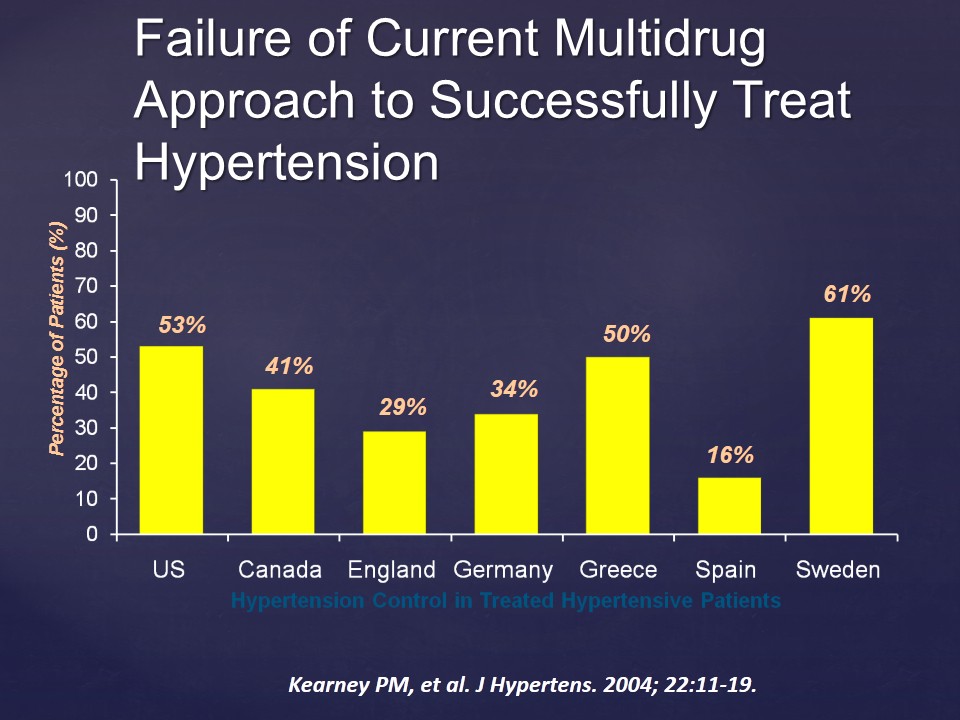 Failure of Current Multidrug
Approach to Successfully Treat
Hypertension
Percentage of Patients (%)
100
90
80
70
60
50
40
30
20
10
0
53%
41%
29%
34%
50%
16%
61%
US Canada England Germany Greece Spain Sweden
Hypertension Control in Treated Hypertensive Patients
Kearney PM, et al. J Hypertens. 2004; 22:11-19.